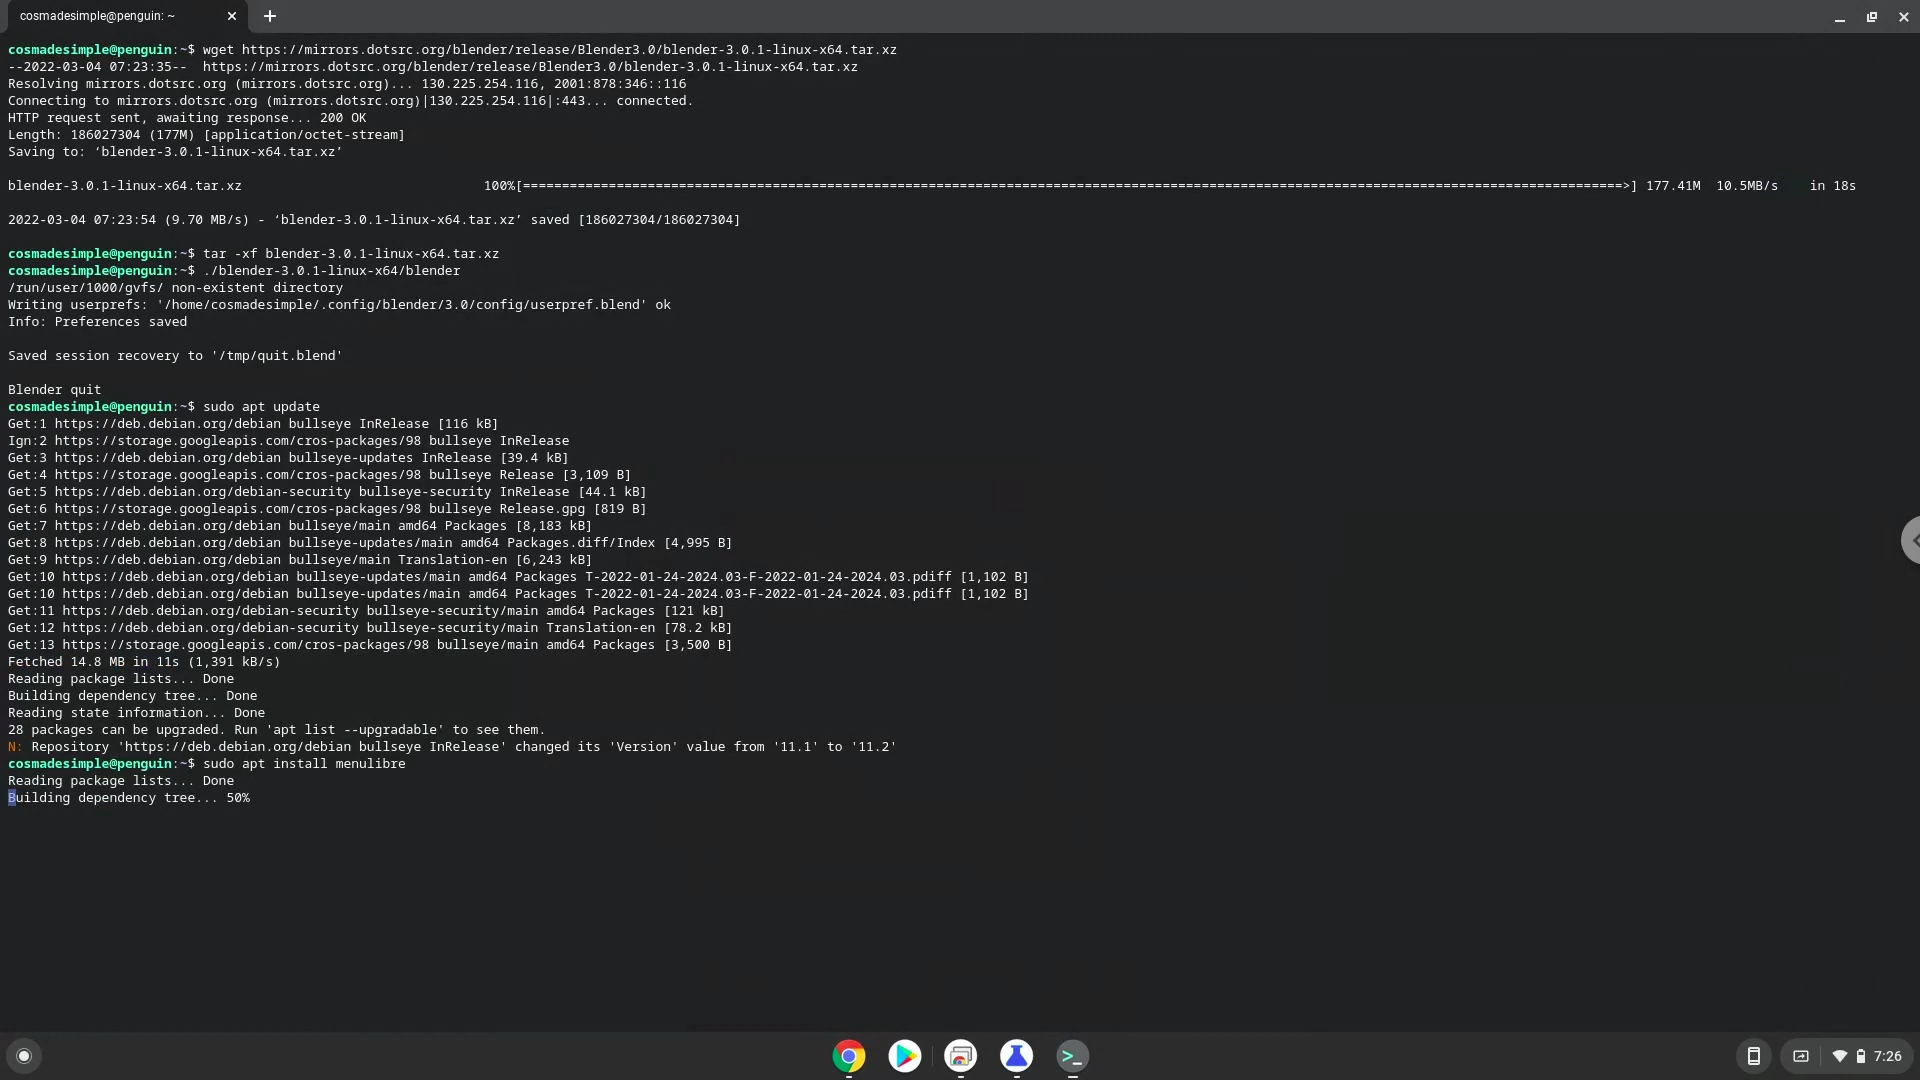 cosmadesimple@penguin: ~
cosmadesimple@penguin:~$ wget https://mirrors.dotsrc.org/blender/release/Blender3.0/blender-3.0.1-linux-x64.tar.xz
--2022-03-04 07:23:35--  https://mirrors.dotsrc.org/blender/release/Blender3.0/blender-3.0.1-linux-x64.tar.xz
Resolving mirrors.dotsrc.org (mirrors.dotsrc.org)... 130.225.254.116, 2001:878:346::116
Connecting to mirrors.dotsrc.org (mirrors.dotsrc.org)|130.225.254.116|:443... connected.
HTTP request sent, awaiting response... 200 OK
Length: 186027304 (177M) [application/octet-stream]
Saving to: ‘blender-3.0.1-linux-x64.tar.xz’
blender-3.0.1-linux-x64.tar.xz 100%[=============================================================================================================================================>] 177.41M 10.5MB/s in 18s
2022-03-04 07:23:54 (9.70 MB/s) - ‘blender-3.0.1-linux-x64.tar.xz’ saved [186027304/186027304]
cosmadesimple@penguin:~$ tar -xf blender-3.0.1-linux-x64.tar.xz
cosmadesimple@penguin:~$ ./blender-3.0.1-linux-x64/blender
/run/user/1000/gvfs/ non-existent directory
Writing userprefs: '/home/cosmadesimple/.config/blender/3.0/config/userpref.blend' ok
Info: Preferences saved
Saved session recovery to '/tmp/quit.blend'
Blender quit
cosmadesimple@penguin:~$ sudo apt update
Get:1 https://deb.debian.org/debian bullseye InRelease [116 kB]
Ign:2 https://storage.googleapis.com/cros-packages/98 bullseye InRelease
Get:3 https://deb.debian.org/debian bullseye-updates InRelease [39.4 kB]
Get:4 https://storage.googleapis.com/cros-packages/98 bullseye Release [3,109 B]
Get:5 https://deb.debian.org/debian-security bullseye-security InRelease [44.1 kB]
Get:6 https://storage.googleapis.com/cros-packages/98 bullseye Release.gpg [819 B]
Get:7 https://deb.debian.org/debian bullseye/main amd64 Packages [8,183 kB]
Get:8 https://deb.debian.org/debian bullseye-updates/main amd64 Packages.diff/Index [4,995 B]
Get:9 https://deb.debian.org/debian bullseye/main Translation-en [6,243 kB]
Get:10 https://deb.debian.org/debian bullseye-updates/main amd64 Packages T-2022-01-24-2024.03-F-2022-01-24-2024.03.pdiff [1,102 B]
Get:10 https://deb.debian.org/debian bullseye-updates/main amd64 Packages T-2022-01-24-2024.03-F-2022-01-24-2024.03.pdiff [1,102 B]
Get:11 https://deb.debian.org/debian-security bullseye-security/main amd64 Packages [121 kB]
Get:12 https://deb.debian.org/debian-security bullseye-security/main Translation-en [78.2 kB]
Get:13 https://storage.googleapis.com/cros-packages/98 bullseye/main amd64 Packages [3,500 B]
Fetched 14.8 MB in 11s (1,391 kB/s)
Reading package lists... Done
Building dependency tree... Done
Reading state information... Done
28 packages can be upgraded. Run 'apt list --upgradable' to see them.
N: Repository 'https://deb.debian.org/debian bullseye InRelease' changed its 'Version' value from '11.1' to '11.2'
cosmadesimple@penguin:~$ sudo apt install menulibre
Reading package lists... Done
Building dependency tree... 50%
7:26